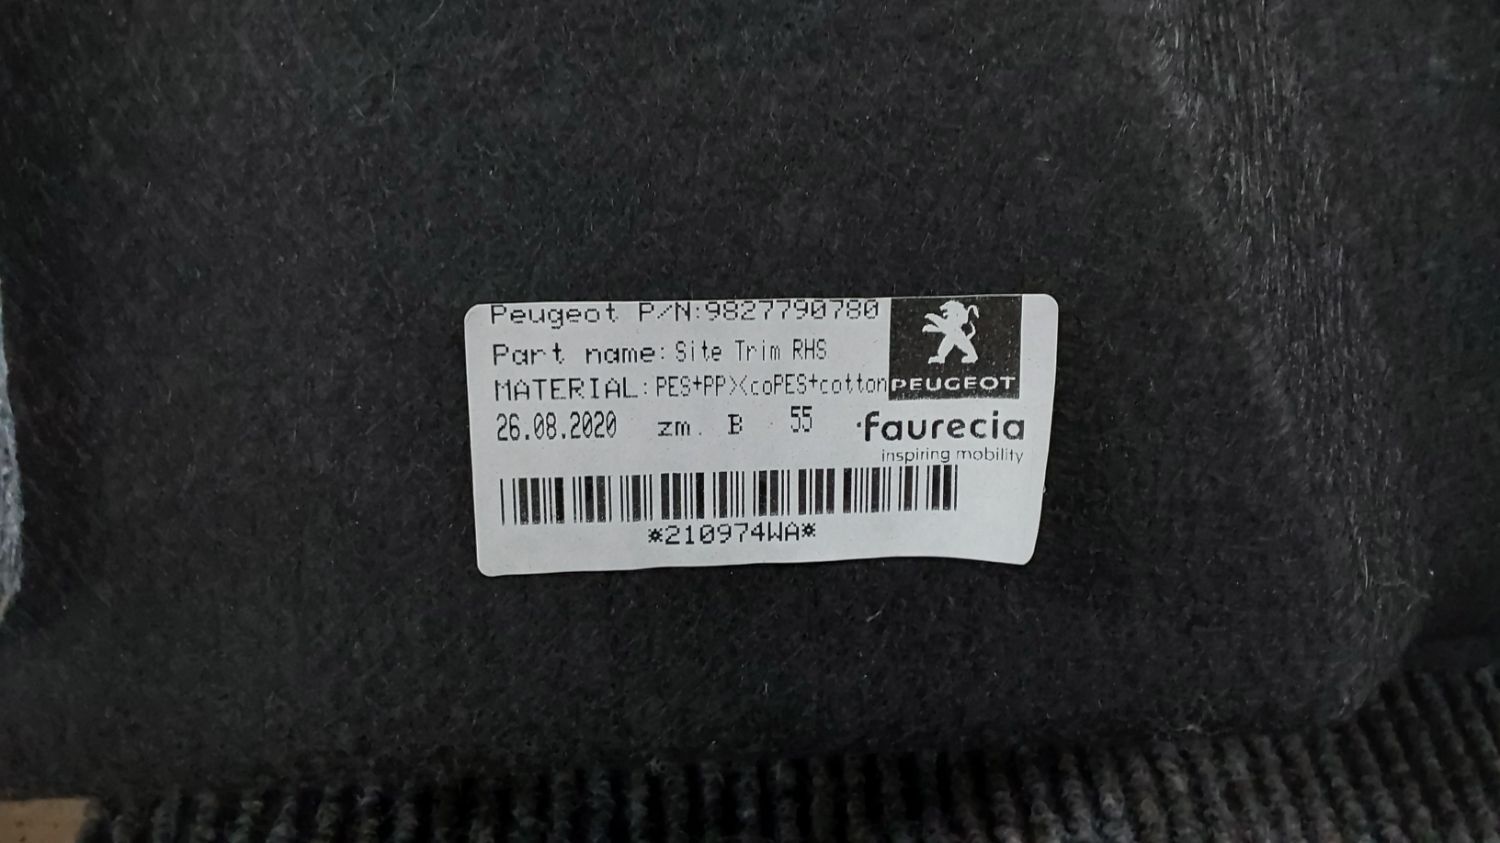 Peugeot P/N:9827790780
Part name: Site Trim RHS
MATERIAL: PES+PP><coPES+cotton
PEUGEOT
26.08.2020 zm. B 55
faurecia
inspiring mobility
*210974WA*